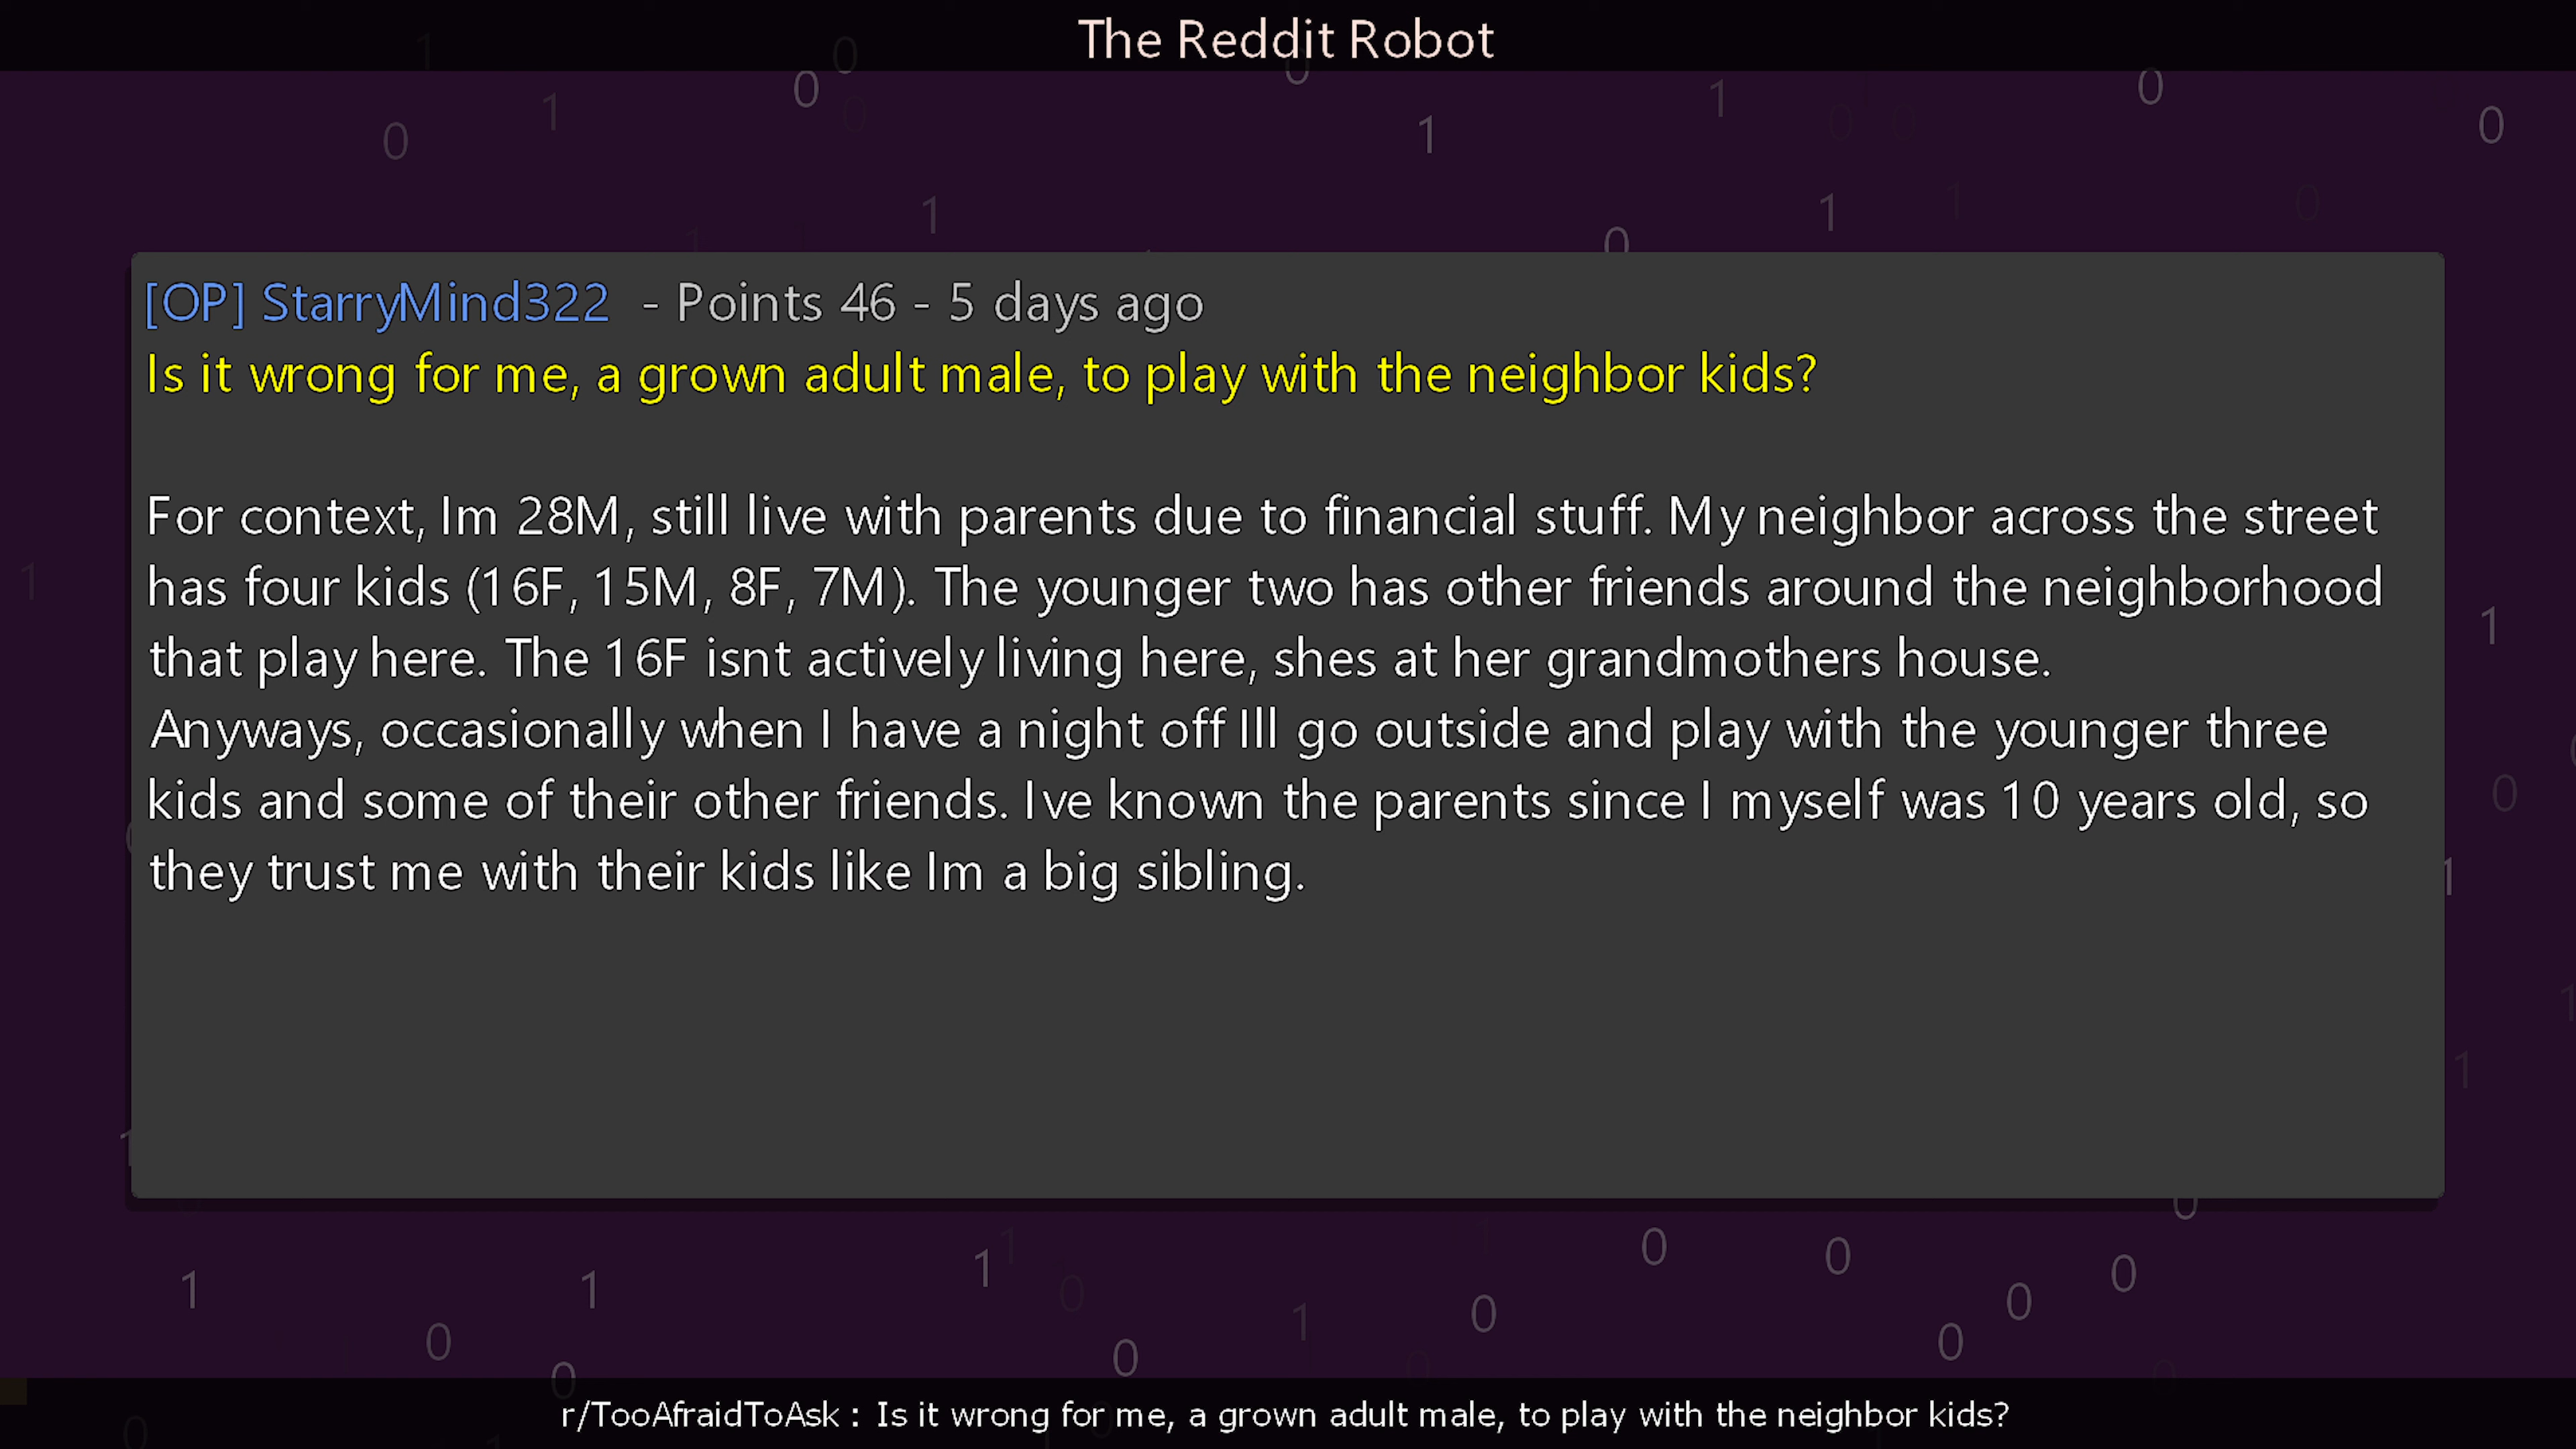 The Reddit Robot
[OP] StarryMind322 - Points 46 - 5 days ago
Is it wrong for me, a grown adult male, to play with the neighbor kids?
For context, Im 28M, still live with parents due to financial stuff. My neighbor across the street
has four kids (16F, 15M, 8F, 7M). The younger two has other friends around the neighborhood
that play here. The 16F isnt actively living here, shes at her grandmothers house.
Anyways, occasionally when I have a night off Ill go outside and play with the younger three
kids and some of their other friends. Ive known the parents since I myself was 10 years old, so
they trust me with their kids like Im a big sibling.
r/TooAfraidToAsk : Is it wrong for me, a grown adult male, to play with the neighbor kids?